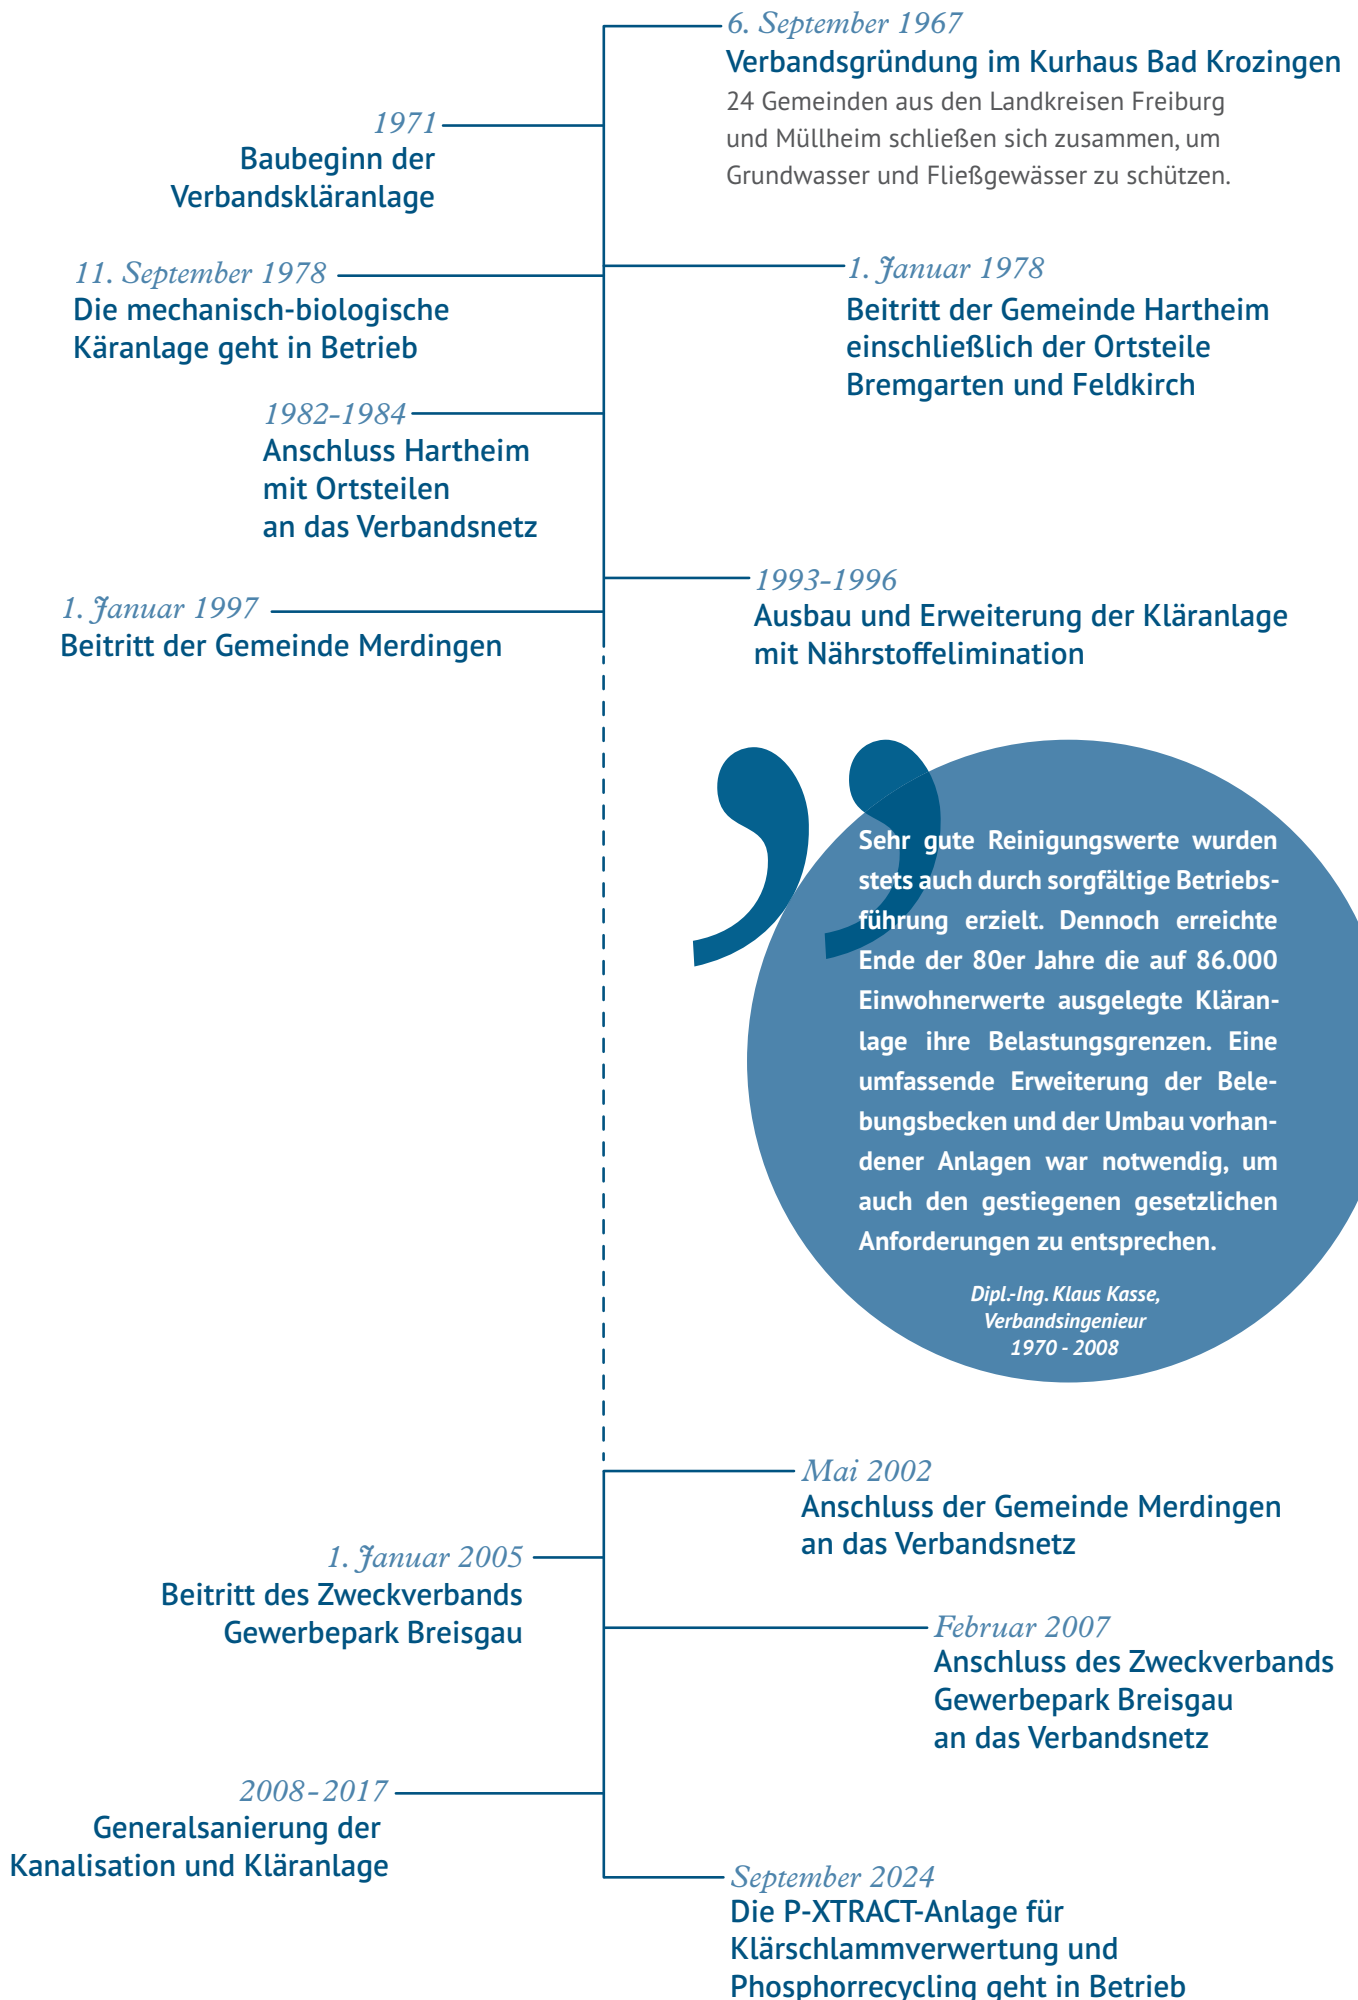 6. September 1967
Verbandsgründung im Kurhaus Bad Krozingen
24 Gemeinden aus den Landkreisen Freiburg
und Müllheim schließen sich zusammen, um
Grundwasser und Fließgewässer zu schützen.
1971
Baubeginn der
Verbandskläranlage
1. Januar 1978
Beitritt der Gemeinde Hartheim
einschließlich der Ortsteile
Bremgarten und Feldkirch
11. September 1978
Die mechanisch-biologische
Käranlage geht in Betrieb
1982-1984
Anschluss Hartheim
mit Ortsteilen
an das Verbandsnetz
1993-1996
Ausbau und Erweiterung der Kläranlage
mit Nährstoffelimination
1. Januar 1997
Beitritt der Gemeinde Merdingen
”
Sehr gute Reinigungswerte wurden
stets auch durch sorgfältige Betriebs-
führung erzielt. Dennoch erreichte
Ende der 80er Jahre die auf 86.000
Einwohnerwerte ausgelegte Kläran-
lage ihre Belastungsgrenzen. Eine
umfassende Erweiterung der Bele-
bungsbecken und der Umbau vorhan-
dener Anlagen war notwendig, um
auch den gestiegenen gesetzlichen
Anforderungen zu entsprechen.
Dipl.-Ing. Klaus Kasse,
Verbandsingenieur
1970 - 2008
Mai 2002
Anschluss der Gemeinde Merdingen
an das Verbandsnetz
1. Januar 2005
Beitritt des Zweckverbands
Gewerbepark Breisgau
Februar 2007
Anschluss des Zweckverbands
Gewerbepark Breisgau
an das Verbandsnetz
2008-2017
Generalsanierung der
Kanalisation und Kläranlage
September 2024
Die P-XTRACT-Anlage für
Klärschlammverwertung und
Phosphorrecycling geht in Betrieb